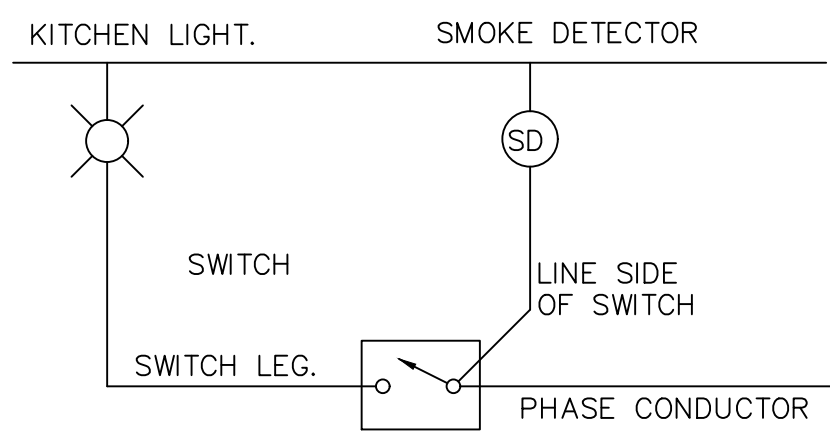 KITCHEN LIGHT.
SMOKE DETECTOR
SD
SWITCH
LINE SIDE
OF SWITCH
SWITCH LEG.
PHASE CONDUCTOR